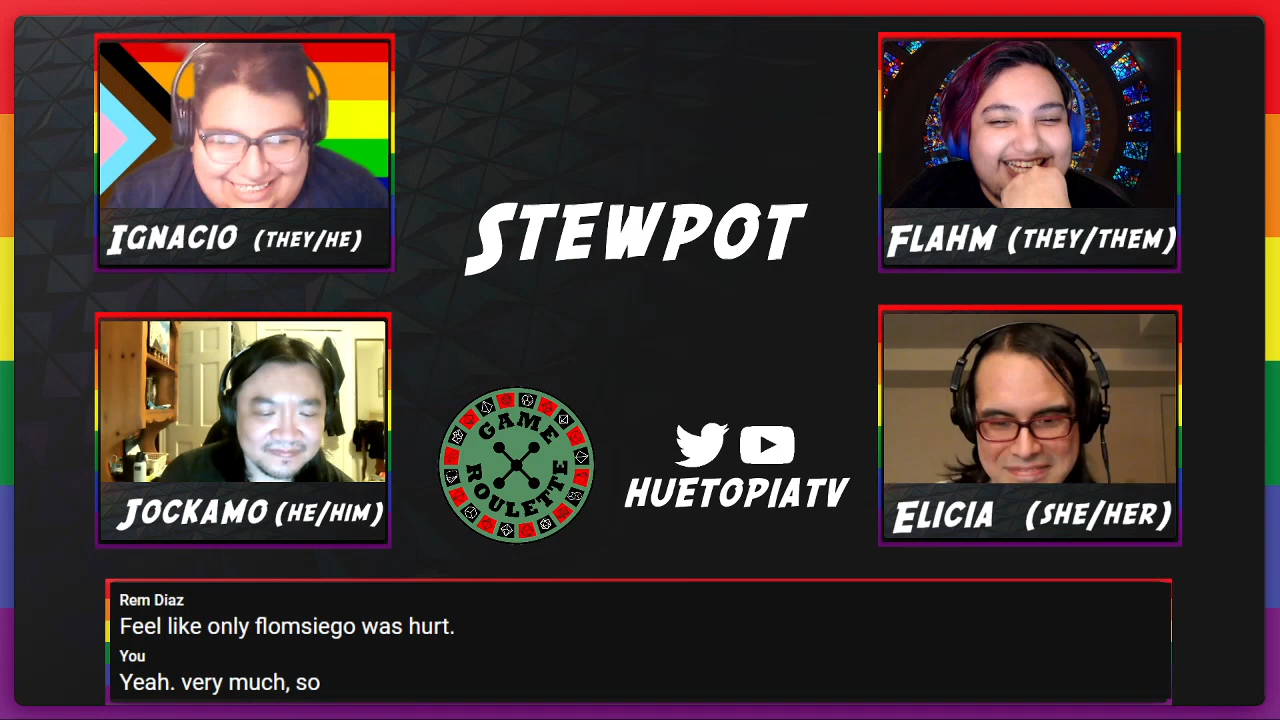 IGNACIO (THEY/HE)
FLAHM (THEY/THEM)
STEWPOT
JOCKAMO (HE/HIM)
GAME
ROULETTE
HUETOPIATV
ELICIA (SHE/HER)
Rem Diaz
Feel like only flomsiego was hurt.
You
Yeah. very much, so